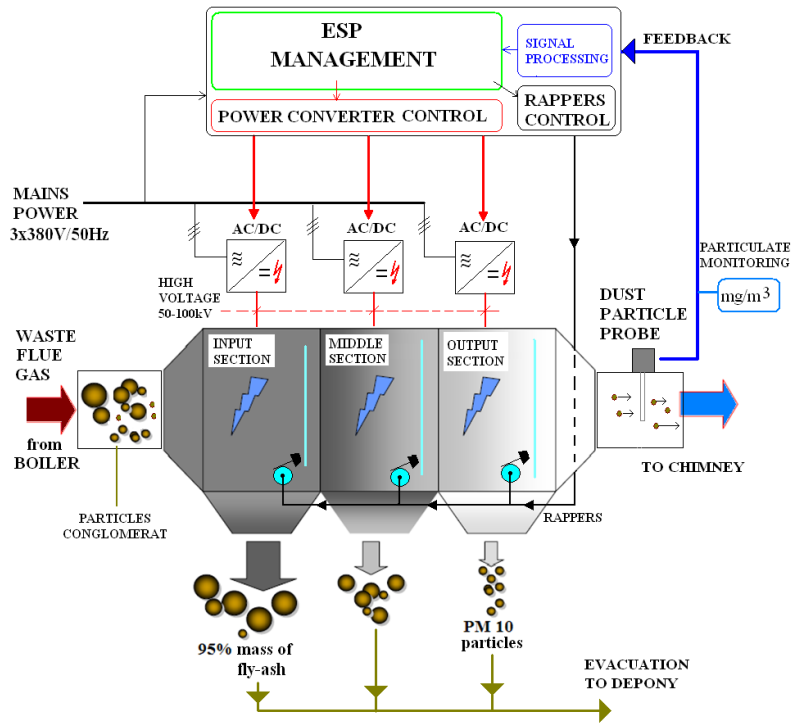 ESP
MANAGEMENT
SIGNAL
PROCESSING
FEEDBACK
POWER CONVERTER CONTROL
RAPPERS
CONTROL
MAINS
POWER
3x380V/50Hz
AC/DC
AC/DC
AC/DC
≈
=
≈
=
≈
=
HIGH
VOLTAGE
50-100kV
PARTICULATE
MONITORING
mg/m3
DUST
PARTICLE
PROBE
WASTE
FLUE
GAS
INPUT
SECTION
MIDDLE
SECTION
OUTPUT
SECTION
from
BOILER
TO CHIMNEY
PARTICLES
CONGLOMERAT
RAPPERS
95% mass of
fly-ash
PM 10
particles
EVACUATION
TO DEPONY